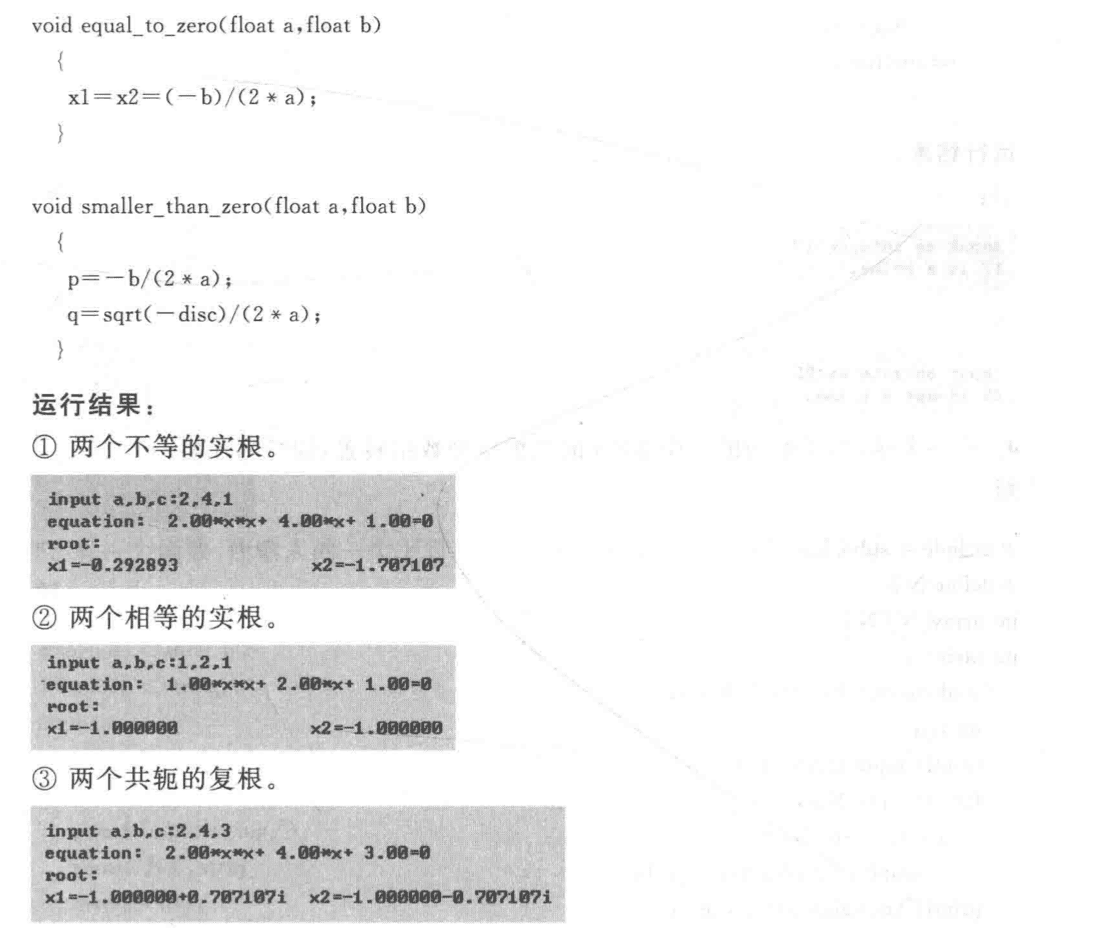 void equal_to_zero(float a,float b)
{
x1=x2=(-b)/(2 * a);
}
void smaller_than_zero(float a,float b)
{
p=-b/(2 * a);
q=sqrt(-disc)/(2 * a);
}
运行结果：
① 两个不等的实根。
input a,b,c:2,4,1
equation: 2.00*x*x+ 4.00*x+ 1.00=0
root:
x1=-0.292893 x2=-1.707107
② 两个相等的实根。
input a,b,c:1,2,1
equation: 1.00*x*x+ 2.00*x+ 1.00=0
root:
x1=-1.000000 x2=-1.000000
③ 两个共轭的复根。
input a,b,c:2,4,3
equation: 2.00*x*x+ 4.00*x+ 3.00=0
root:
x1=-1.000000+0.707107i x2=-1.000000-0.707107i